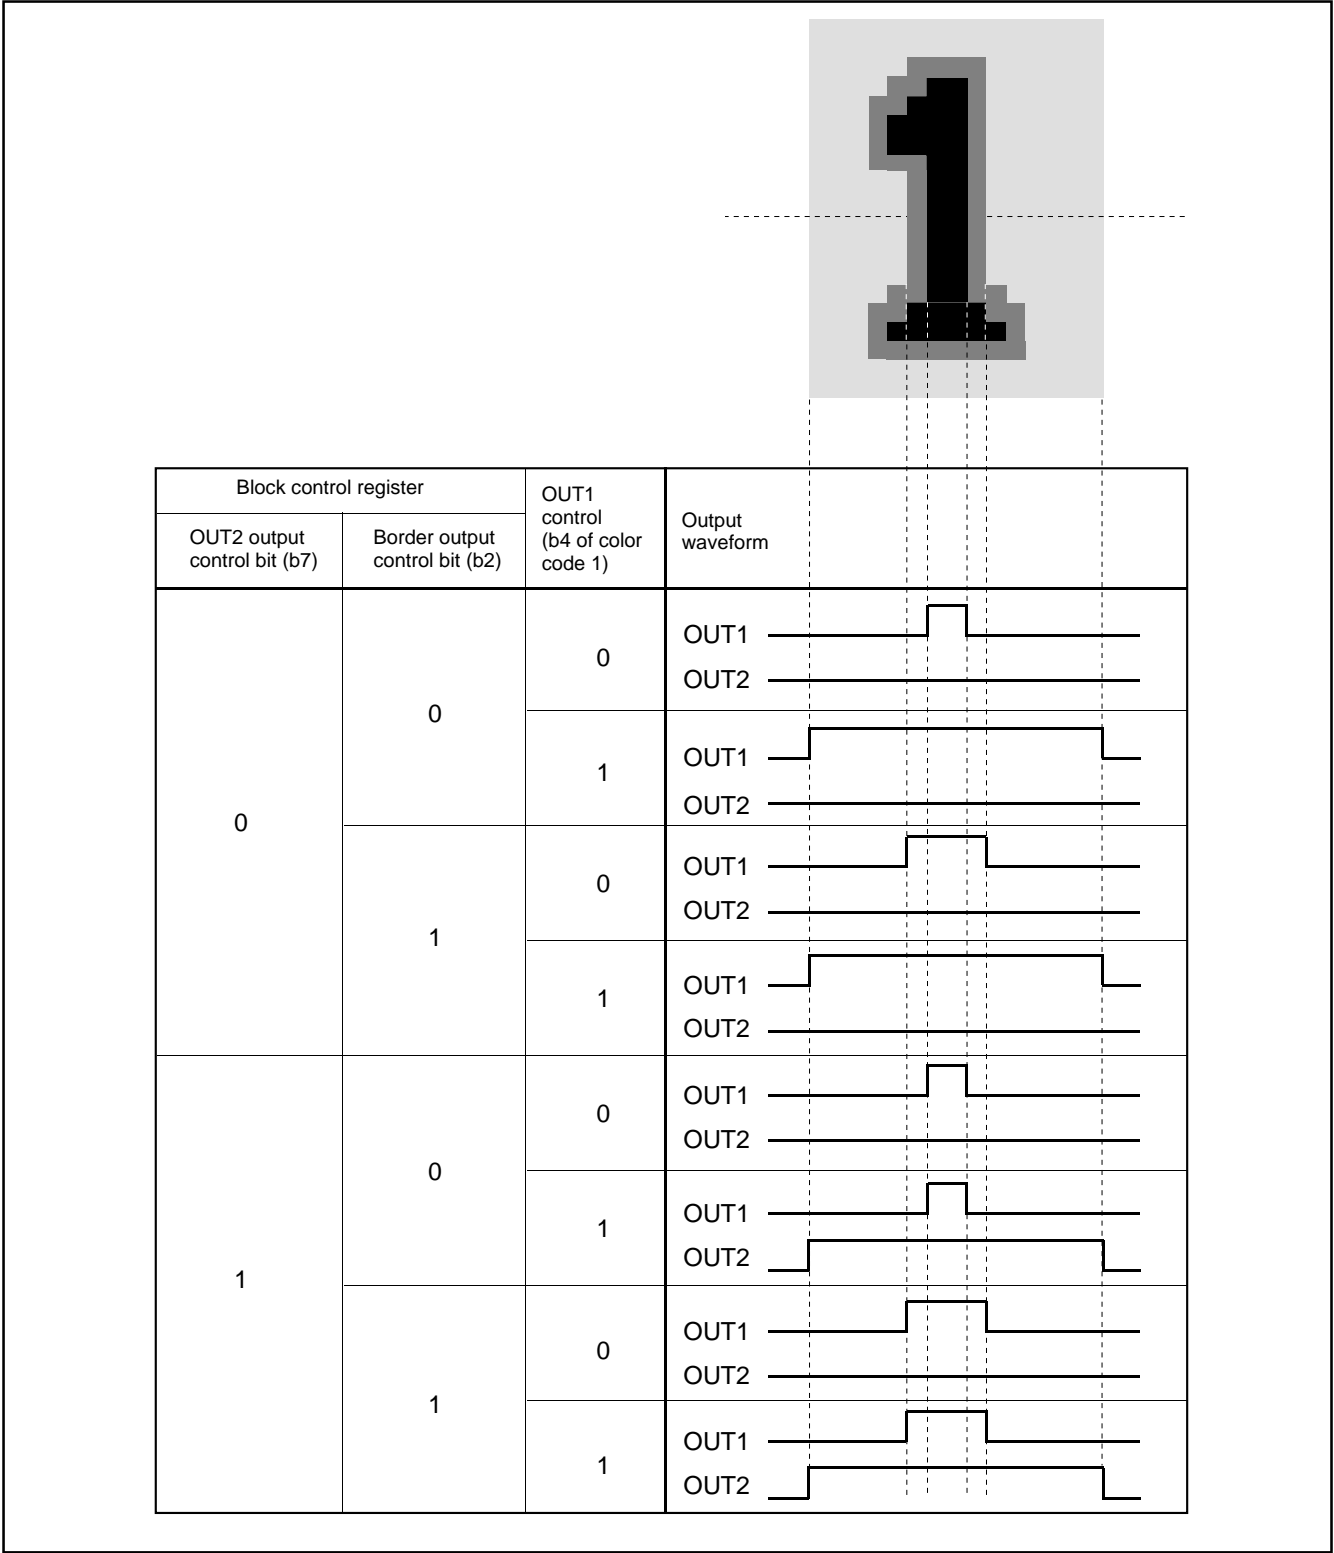 Block control register
OUT2 output
control bit (b7)
Border output
control bit (b2)
OUT1
control
(b4 of color
code 1)
Output
waveform
0
0
0
OUT1
OUT2
1
OUT1
OUT2
1
0
OUT1
OUT2
1
OUT1
OUT2
1
0
0
OUT1
OUT2
1
OUT1
OUT2
1
0
OUT1
OUT2
1
OUT1
OUT2
1